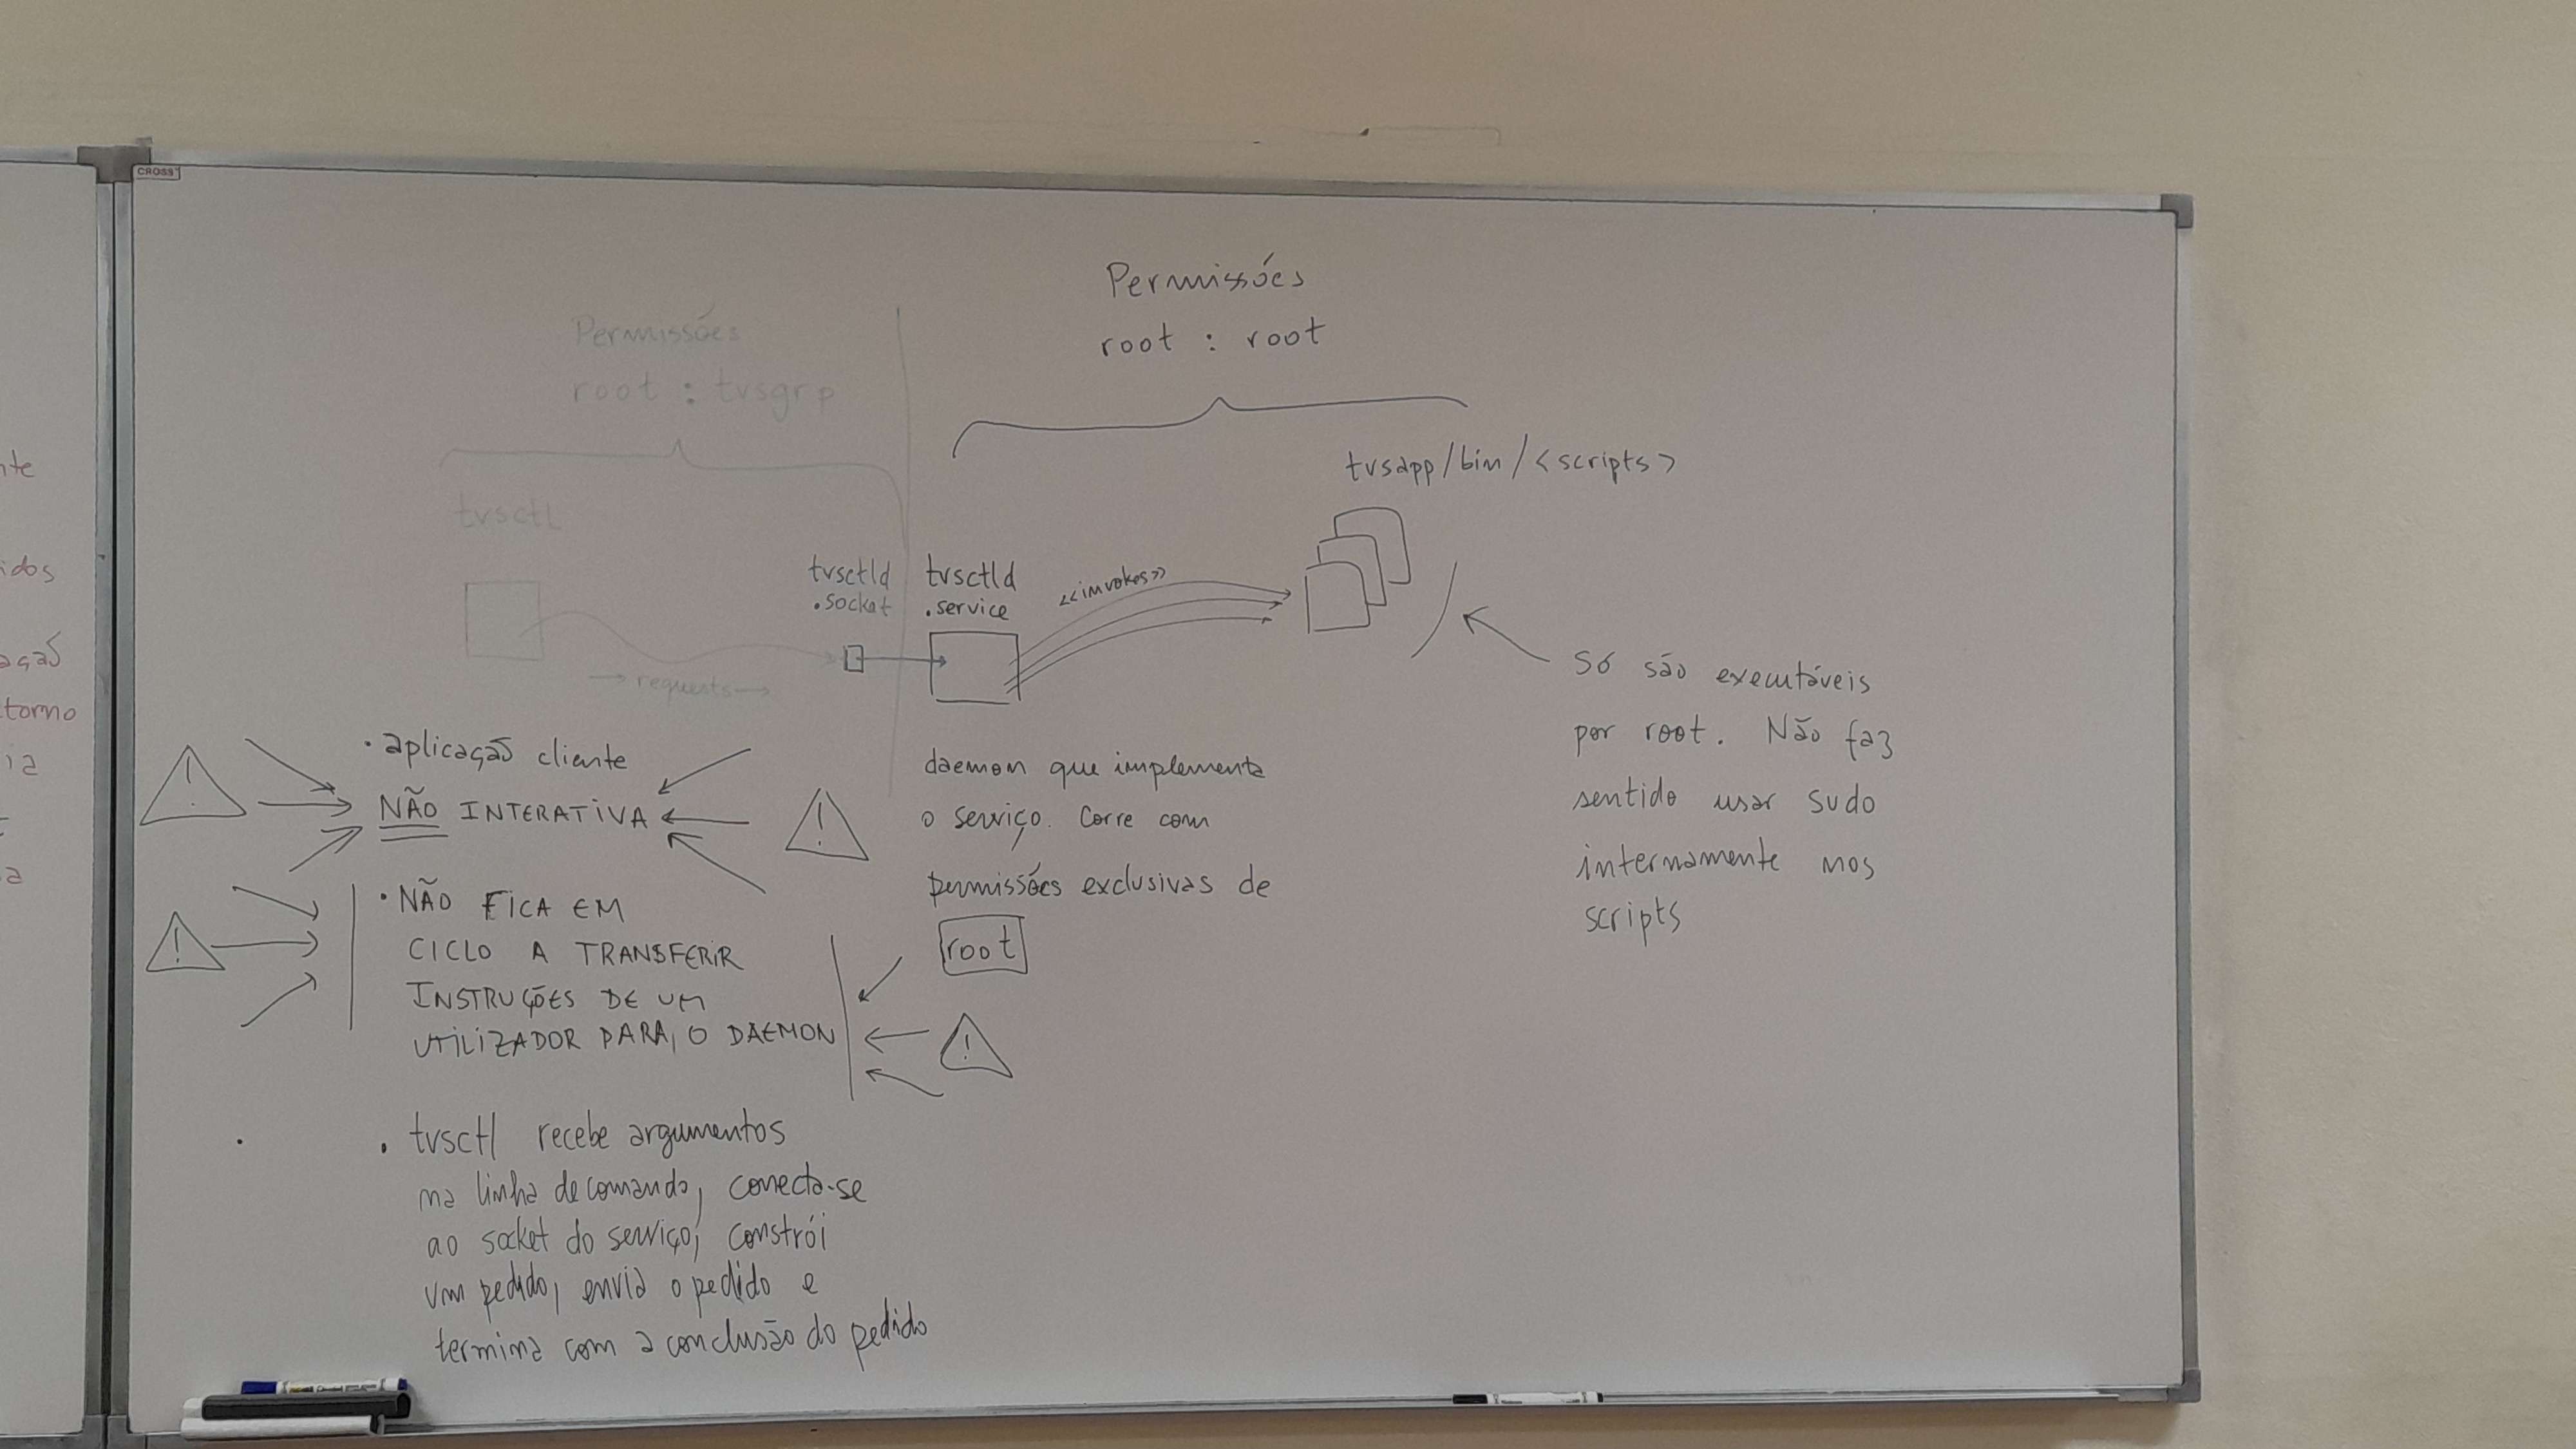 CROSS
Permissões
root : root
Permissões
root : tvsgrp
tvsapp/bin/<scripts>
tvsctl
tvsctld
.socket
tvsctld
.service
<<invokes>>
→ requests →
Só são executáveis
por root. Não faz
sentido usar sudo
internamente nos
scripts
• aplicação cliente
NÃO INTERATIVA
!
!
daemon que implementa
o serviço. Corre com
permissões exclusivas de
root
• NÃO FICA EM
CICLO A TRANSFERIR
INSTRUÇÕES DE UM
UTILIZADOR PARA, O DAEMON
!
!
• tvsctl recebe argumentos
na linha de comando, conecta-se
ao socket do serviço, constrói
um pedido, envia o pedido e
termina com a conclusão do pedido
nte
idos
ação
torno
ia
a